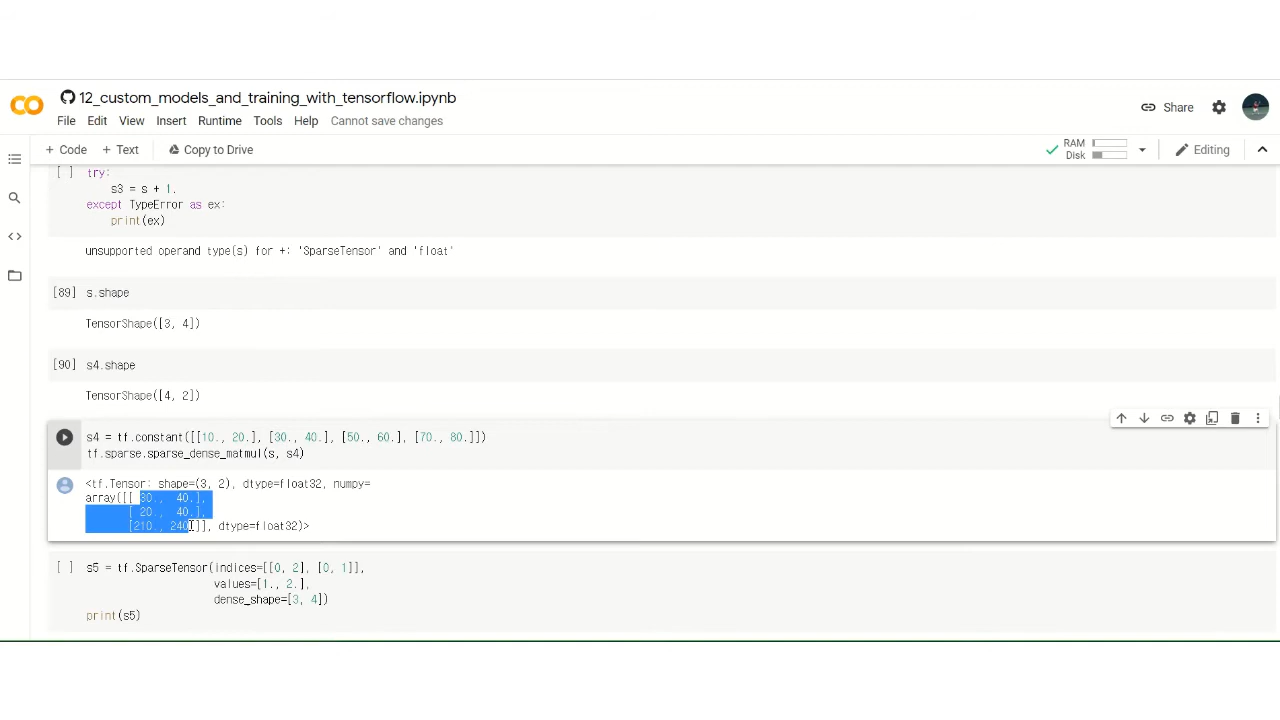 12_custom_models_and_training_with_tensorflow.ipynb
Share
File Edit View Insert Runtime Tools Help Cannot save changes
+ Code + Text Copy to Drive
RAM
Disk
Editing
[ ] try:
s3 = s + 1.
except TypeError as ex:
print(ex)
unsupported operand type(s) for +: 'SparseTensor' and 'float'
[89] s.shape
TensorShape([3, 4])
[90] s4.shape
TensorShape([4, 2])
s4 = tf.constant([[10., 20.], [30., 40.], [50., 60.], [70., 80.]])
tf.sparse.sparse_dense_matmul(s, s4)
<tf.Tensor: shape=(3, 2), dtype=float32, numpy=
array([[ 30.,  40.],
[ 20.,  40.],
[210., 240.]], dtype=float32)>
[ ] s5 = tf.SparseTensor(indices=[[0, 2], [0, 1]],
values=[1., 2.],
dense_shape=[3, 4])
print(s5)